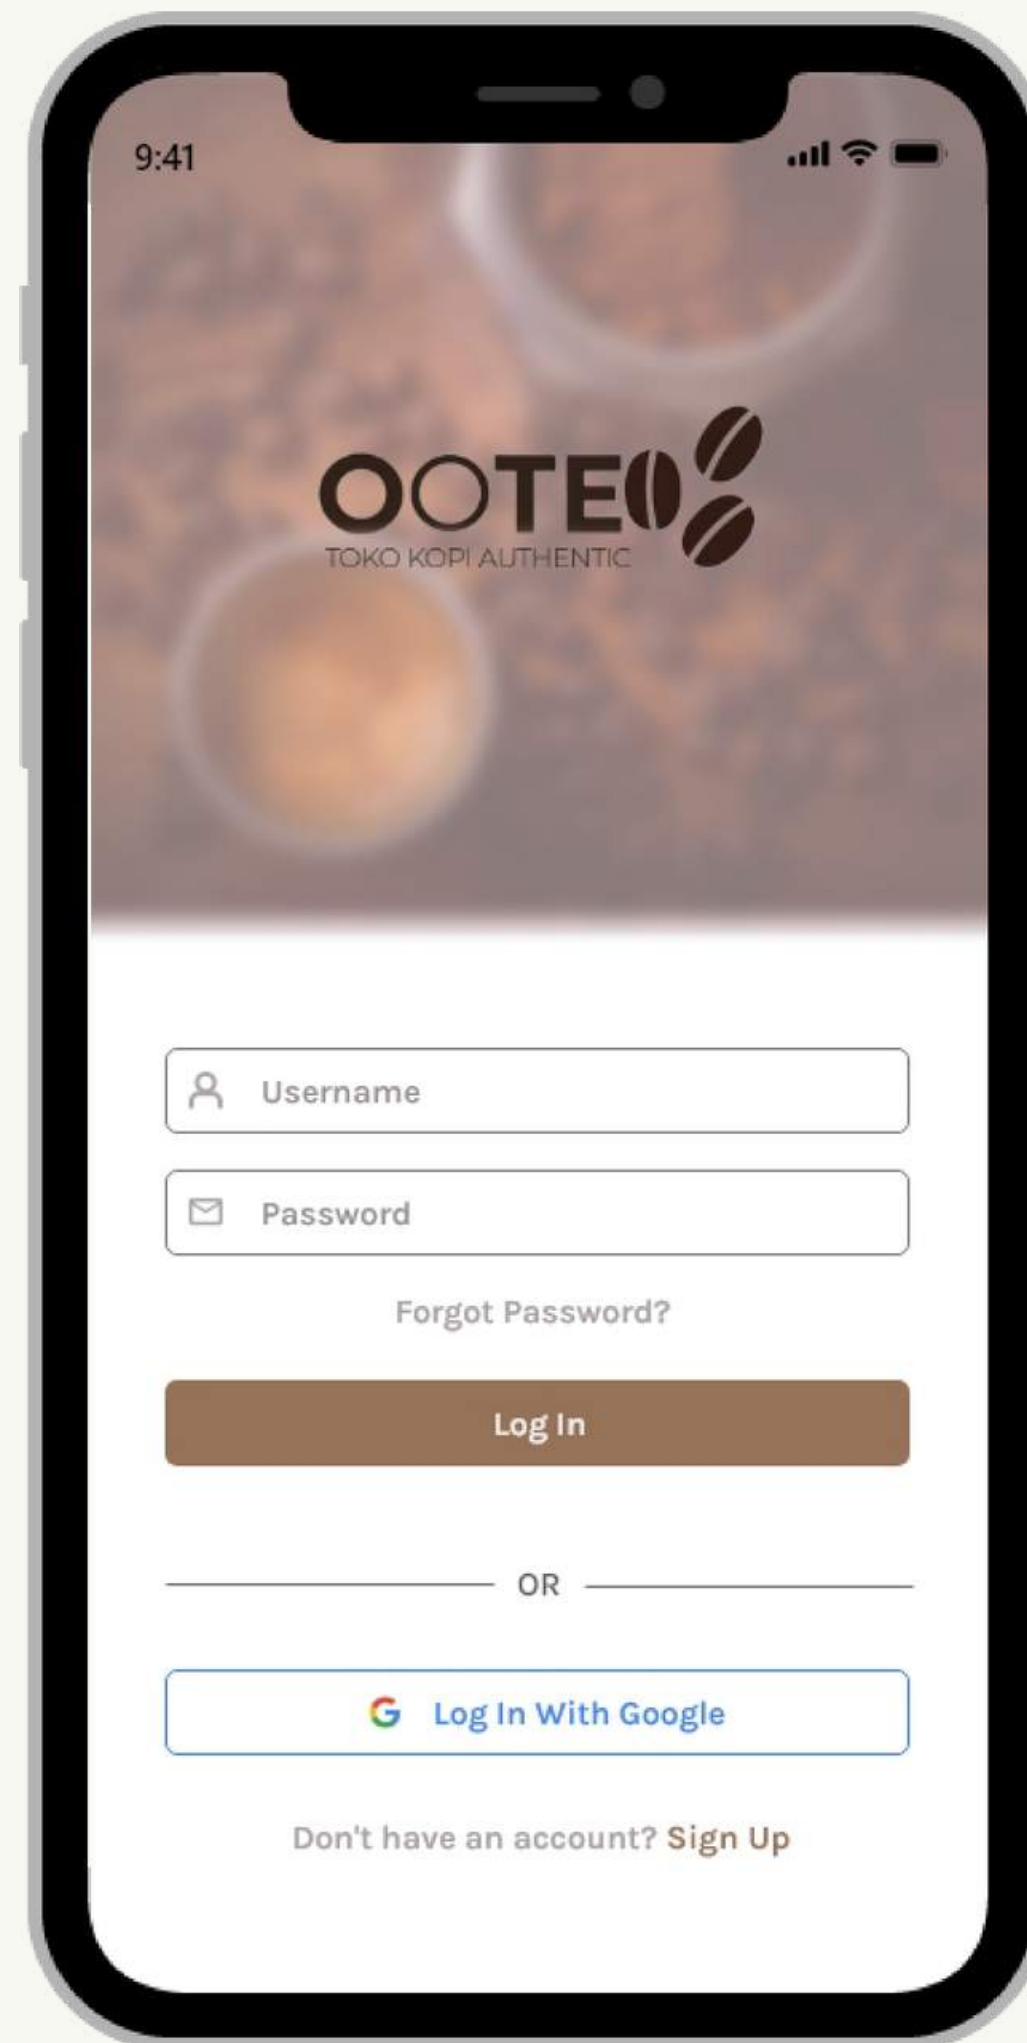 9:41
OOTE
TOKO KOPI AUTHENTIC
Username
Password
Forgot Password?
Log In
OR
G Log In With Google
Don't have an account? Sign Up